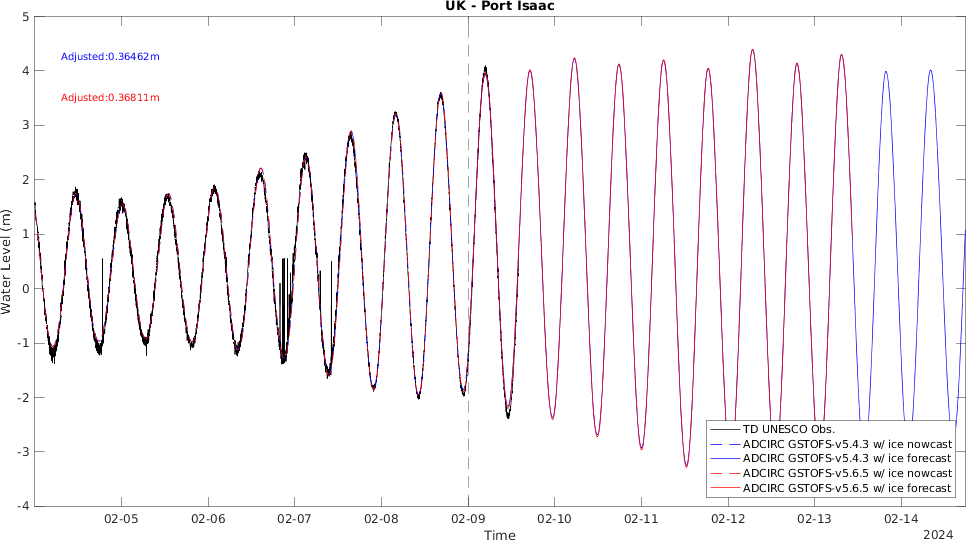 UK - Port Isaac
Adjusted:0.36462m
Adjusted:0.36811m
Water Level (m)
5
4
3
2
1
0
-1
-2
-3
-4
TD UNESCO Obs.
ADCIRC GSTOFS-v5.4.3 w/ ice nowcast
ADCIRC GSTOFS-v5.4.3 w/ ice forecast
ADCIRC GSTOFS-v5.6.5 w/ ice nowcast
ADCIRC GSTOFS-v5.6.5 w/ ice forecast
02-05 02-06 02-07 02-08 02-09 02-10 02-11 02-12 02-13 02-14
Time
2024